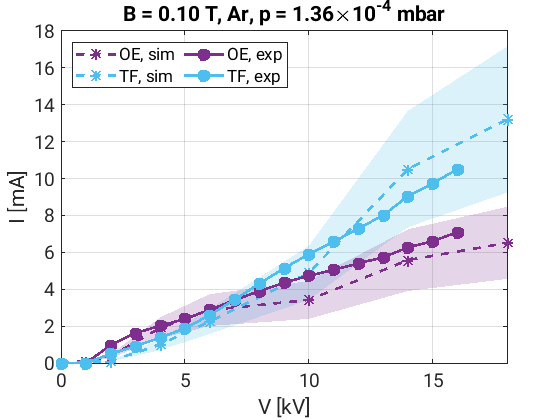 B = 0.10 T, Ar, p = 1.36×10⁻⁴ mbar
18
16
14
12
10
8
6
4
2
0
I [mA]
OE, sim OE, exp
TF, sim TF, exp
0 5 10 15
V [kV]